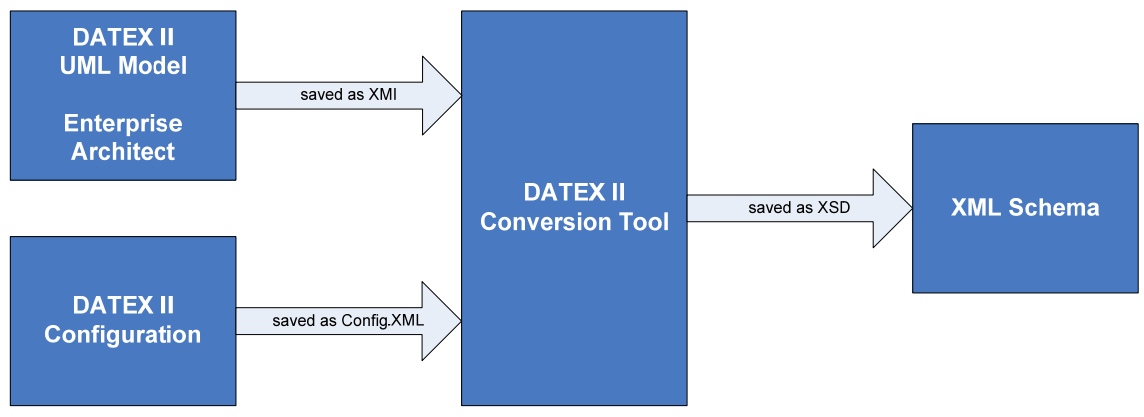 DATEX II
UML Model
Enterprise
Architect
saved as XMI
DATEX II
Configuration
saved as Config.XML
DATEX II
Conversion Tool
saved as XSD
XML Schema